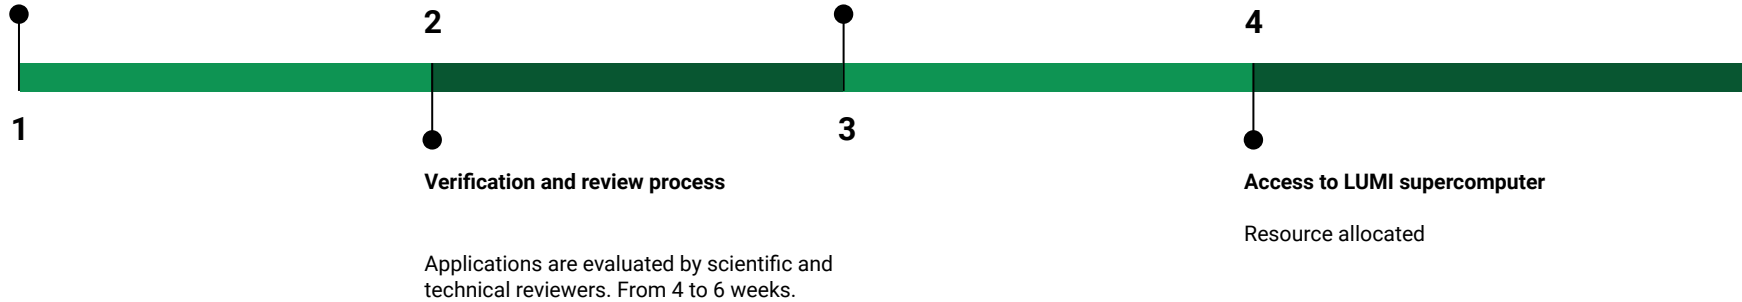 2
4
1
3
Verification and review process
Access to LUMI supercomputer
Resource allocated
Applications are evaluated by scientific and
technical reviewers. From 4 to 6 weeks.